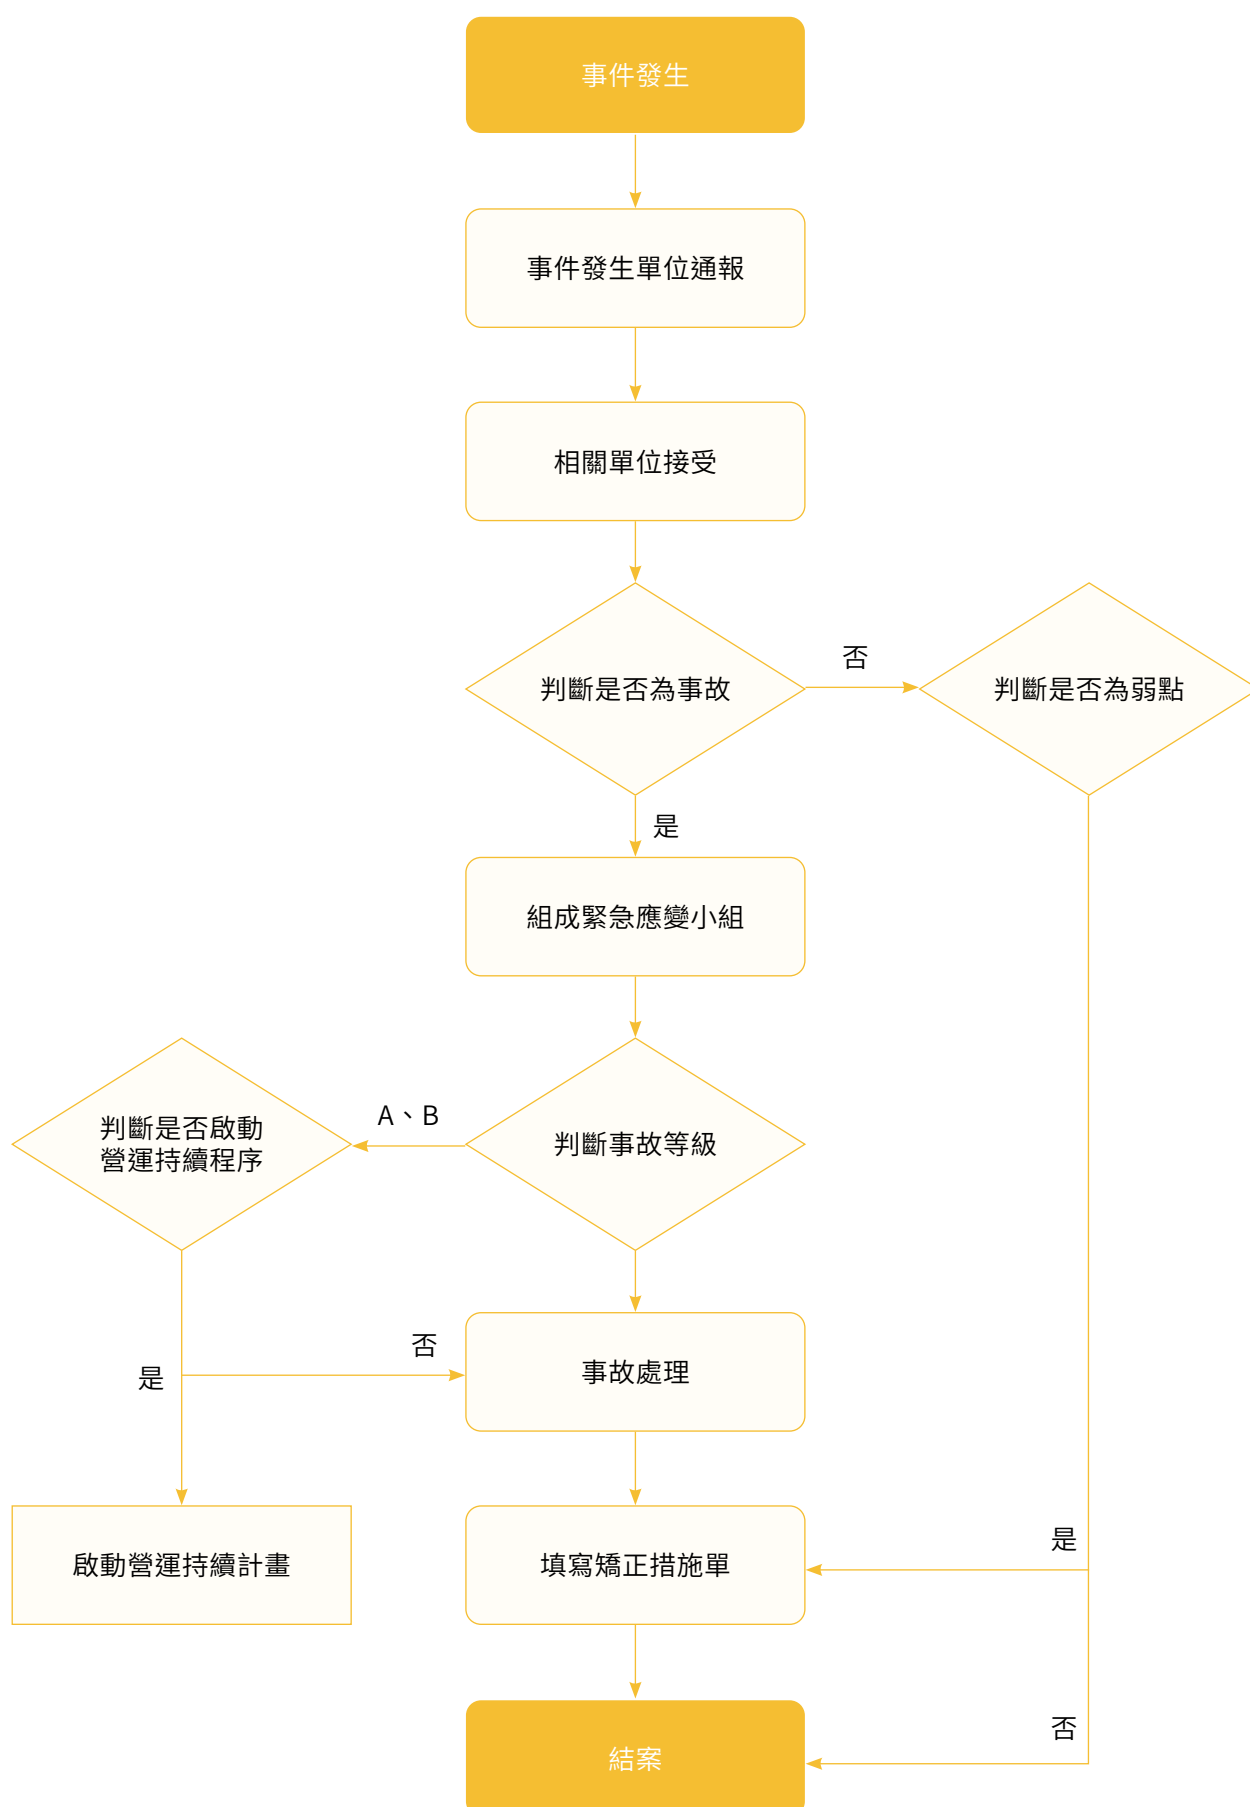 事件發生
事件發生單位通報
相關單位接受
判斷是否為事故
否
判斷是否為弱點
是
組成緊急應變小組
判斷是否啟動
營運持續程序
A、B
判斷事故等級
否
是
事故處理
啟動營運持續計畫
填寫矯正措施單
是
否
結案